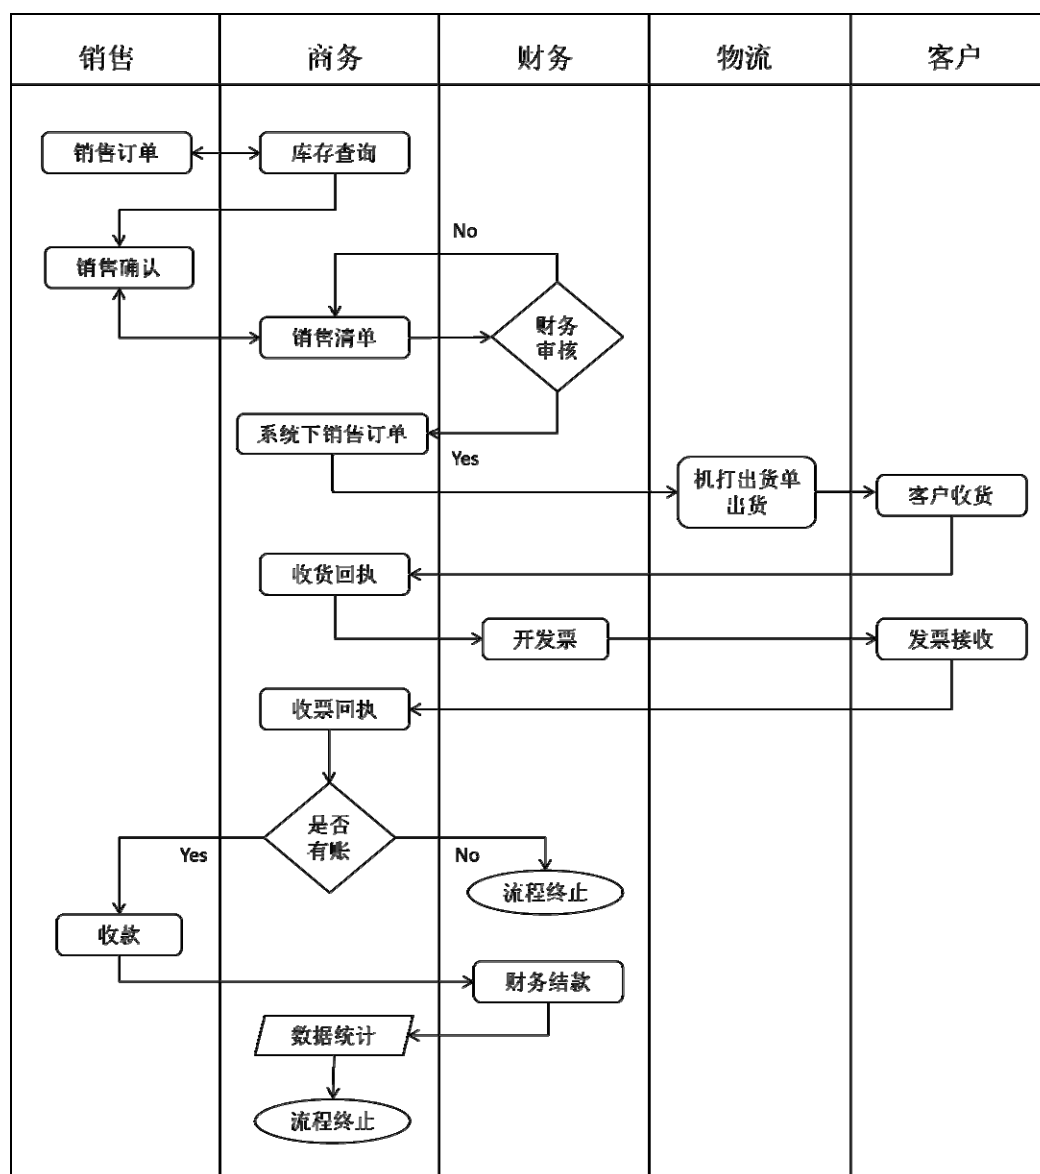 销售 商务 财务 物流 客户
销售订单 库存查询
No
销售确认
销售清单
财务
审核
系统下销售订单
Yes
机打出货单
出货
客户收货
收货回执
开发票
发票接收
收票回执
是否
有账
Yes
No
流程终止
收款
财务结款
数据统计
流程终止